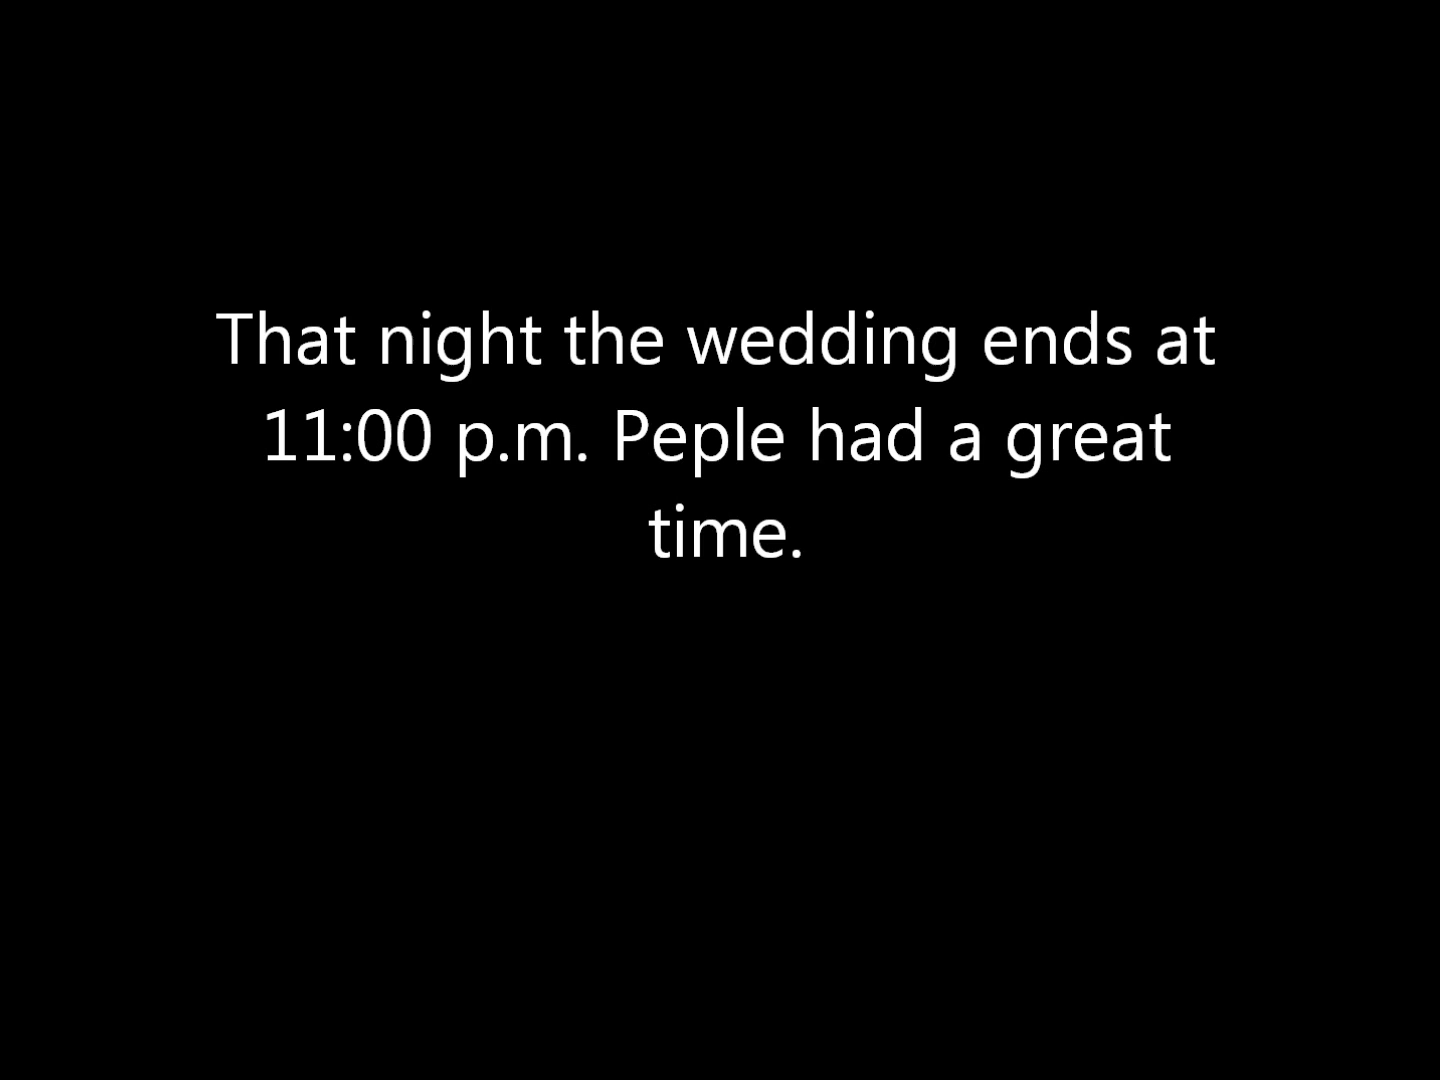 That night the wedding ends at
11:00 p.m. Peple had a great
time.